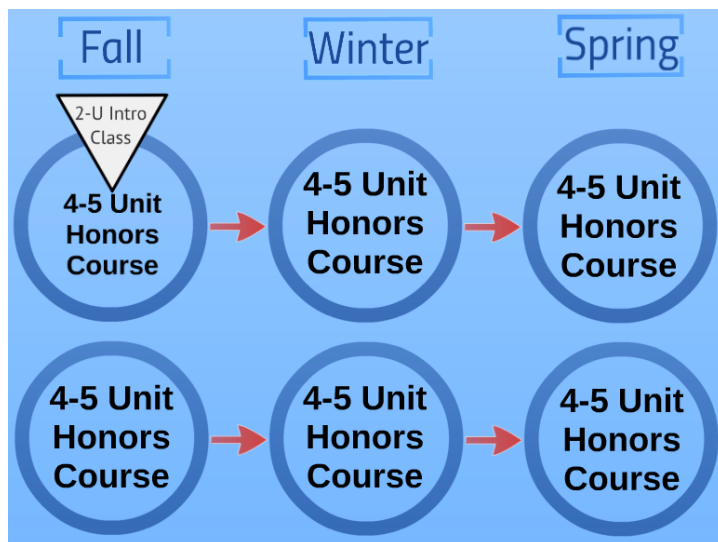 Fall
Winter
Spring
2-U Intro
Class
4-5 Unit
Honors
Course
4-5 Unit
Honors
Course
4-5 Unit
Honors
Course
4-5 Unit
Honors
Course
4-5 Unit
Honors
Course
4-5 Unit
Honors
Course